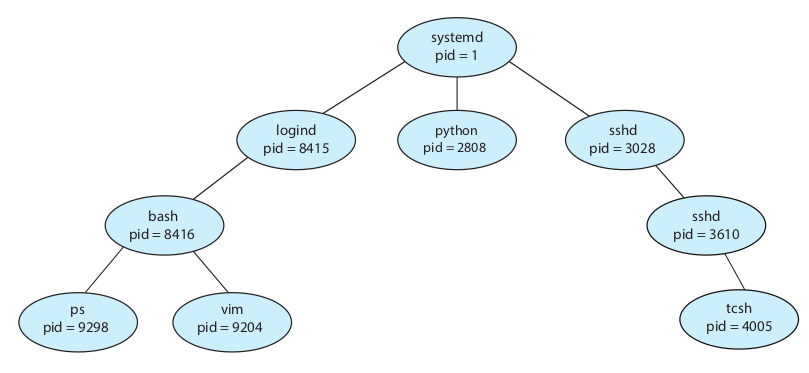 systemd
pid = 1
logind
pid = 8415
python
pid = 2808
sshd
pid = 3028
bash
pid = 8416
sshd
pid = 3610
ps
pid = 9298
vim
pid = 9204
tcsh
pid = 4005